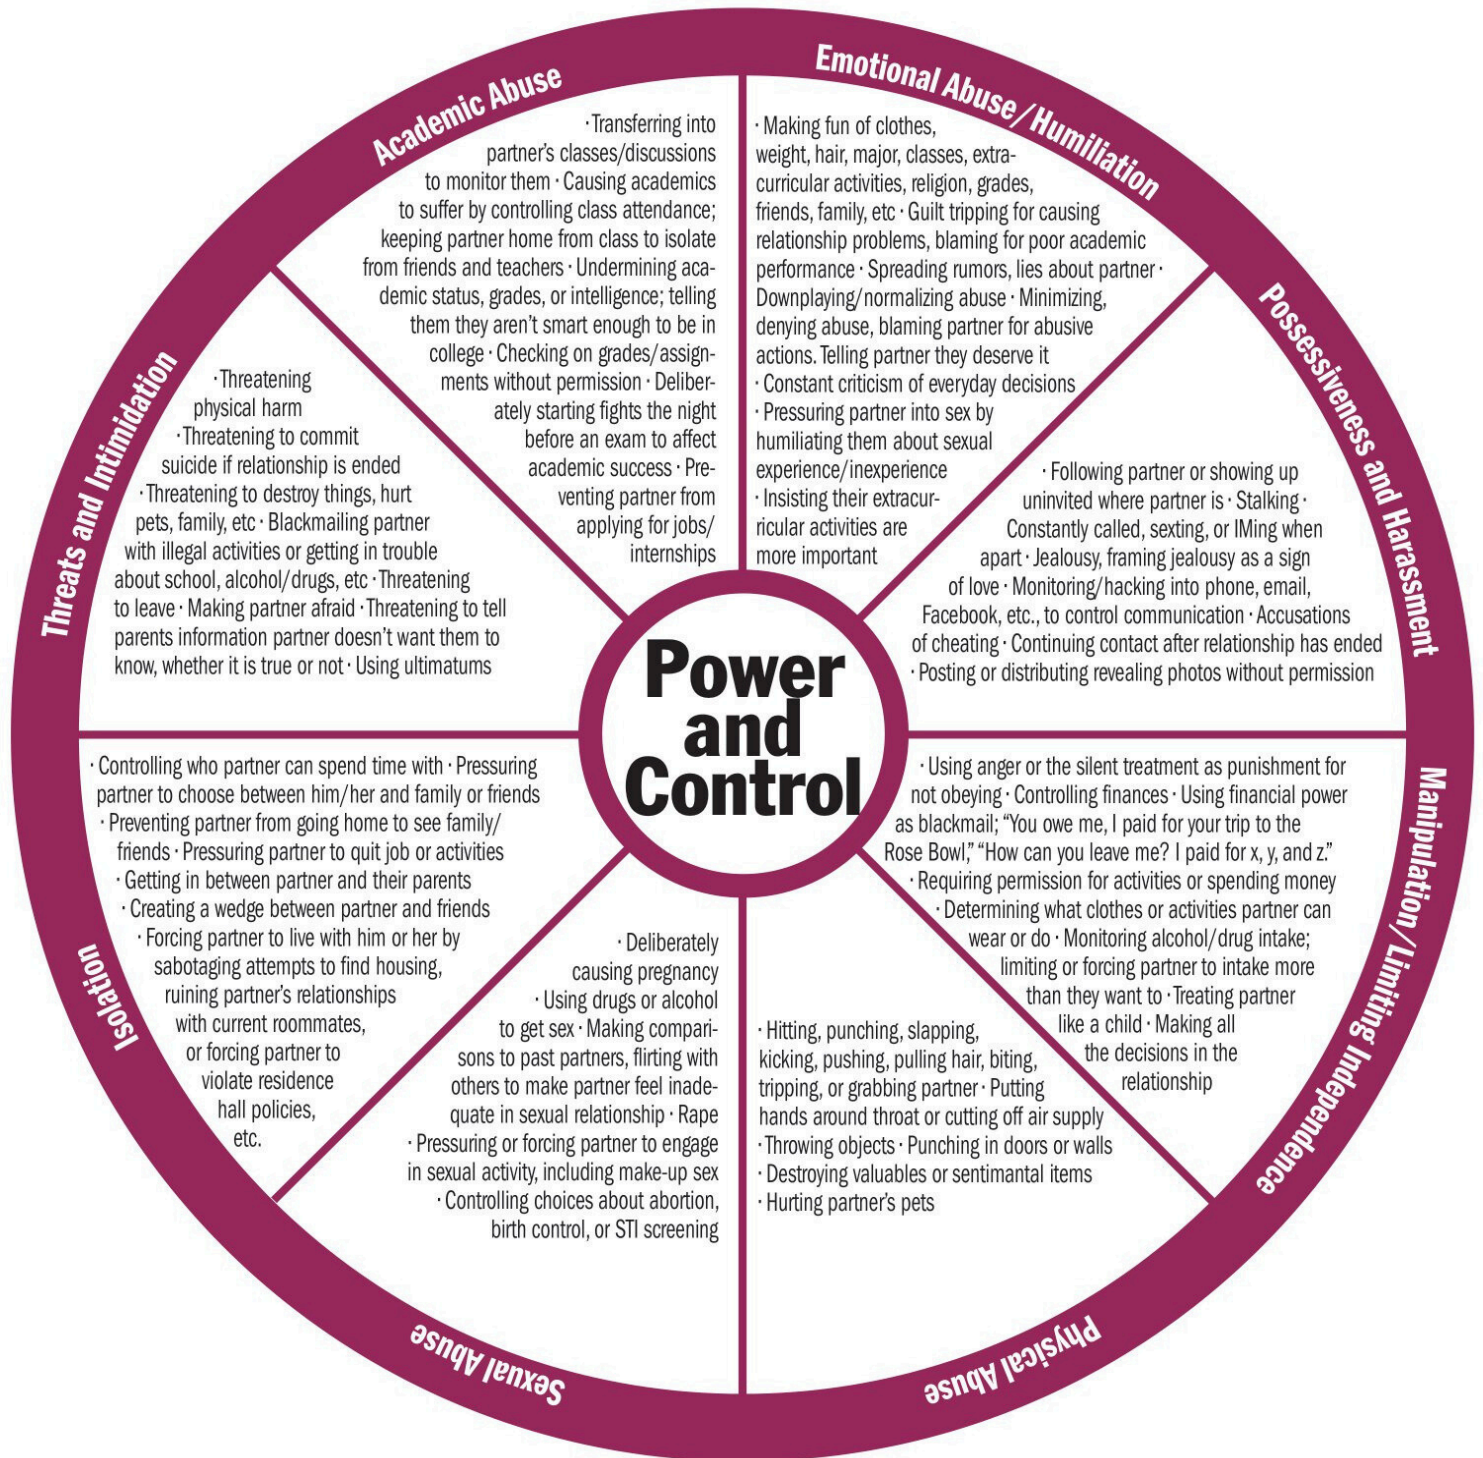 Emotional Abuse/Humiliation
· Making fun of clothes,
weight, hair, major, classes, extra-
curricular activities, religion, grades,
friends, family, etc · Guilt tripping for causing
relationship problems, blaming for poor academic
performance · Spreading rumors, lies about partner ·
Downplaying/normalizing abuse · Minimizing,
denying abuse, blaming partner for abusive
actions. Telling partner they deserve it
· Constant criticism of everyday decisions
· Pressuring partner into sex by
humiliating them about sexual
experience/inexperience
· Insisting their extracur-
ricular activities are
more important
Possessiveness and Harassment
· Following partner or showing up
uninvited where partner is · Stalking ·
Constantly called, sexting, or IMing when
apart · Jealousy, framing jealousy as a sign
of love · Monitoring/hacking into phone, email,
Facebook, etc., to control communication · Accusations
of cheating · Continuing contact after relationship has ended
· Posting or distributing revealing photos without permission
Manipulation/Limiting Independence
· Using anger or the silent treatment as punishment for
not obeying · Controlling finances · Using financial power
as blackmail; “You owe me, I paid for your trip to the
Rose Bowl,” “How can you leave me? I paid for x, y, and z.”
· Requiring permission for activities or spending money
· Determining what clothes or activities partner can
wear or do · Monitoring alcohol/drug intake;
limiting or forcing partner to intake more
than they want to · Treating partner
like a child · Making all
the decisions in the
relationship
Physical Abuse
· Hitting, punching, slapping,
kicking, pushing, pulling hair, biting,
tripping, or grabbing partner · Putting
hands around throat or cutting off air supply
· Throwing objects · Punching in doors or walls
· Destroying valuables or sentimantal items
· Hurting partner’s pets
Sexual Abuse
· Deliberately
causing pregnancy
· Using drugs or alcohol
to get sex · Making compari-
sons to past partners, flirting with
others to make partner feel inade-
quate in sexual relationship · Rape
· Pressuring or forcing partner to engage
in sexual activity, including make-up sex
· Controlling choices about abortion,
birth control, or STI screening
Isolation
· Controlling who partner can spend time with · Pressuring
partner to choose between him/her and family or friends
· Preventing partner from going home to see family/
friends · Pressuring partner to quit job or activities
· Getting in between partner and their parents
· Creating a wedge between partner and friends
· Forcing partner to live with him or her by
sabotaging attempts to find housing,
ruining partner’s relationships
with current roommates,
or forcing partner to
violate residence
hall policies,
etc.
Threats and Intimidation
· Threatening
physical harm
· Threatening to commit
suicide if relationship is ended
· Threatening to destroy things, hurt
pets, family, etc · Blackmailing partner
with illegal activities or getting in trouble
about school, alcohol/drugs, etc · Threatening
to leave · Making partner afraid · Threatening to tell
parents information partner doesn’t want them to
know, whether it is true or not · Using ultimatums
Academic Abuse
· Transferring into
partner’s classes/discussions
to monitor them · Causing academics
to suffer by controlling class attendance;
keeping partner home from class to isolate
from friends and teachers · Undermining aca-
demic status, grades, or intelligence; telling
them they aren’t smart enough to be in
college · Checking on grades/assign-
ments without permission · Deliber-
ately starting fights the night
before an exam to affect
academic success · Pre-
venting partner from
applying for jobs/
internships
Power
and
Control